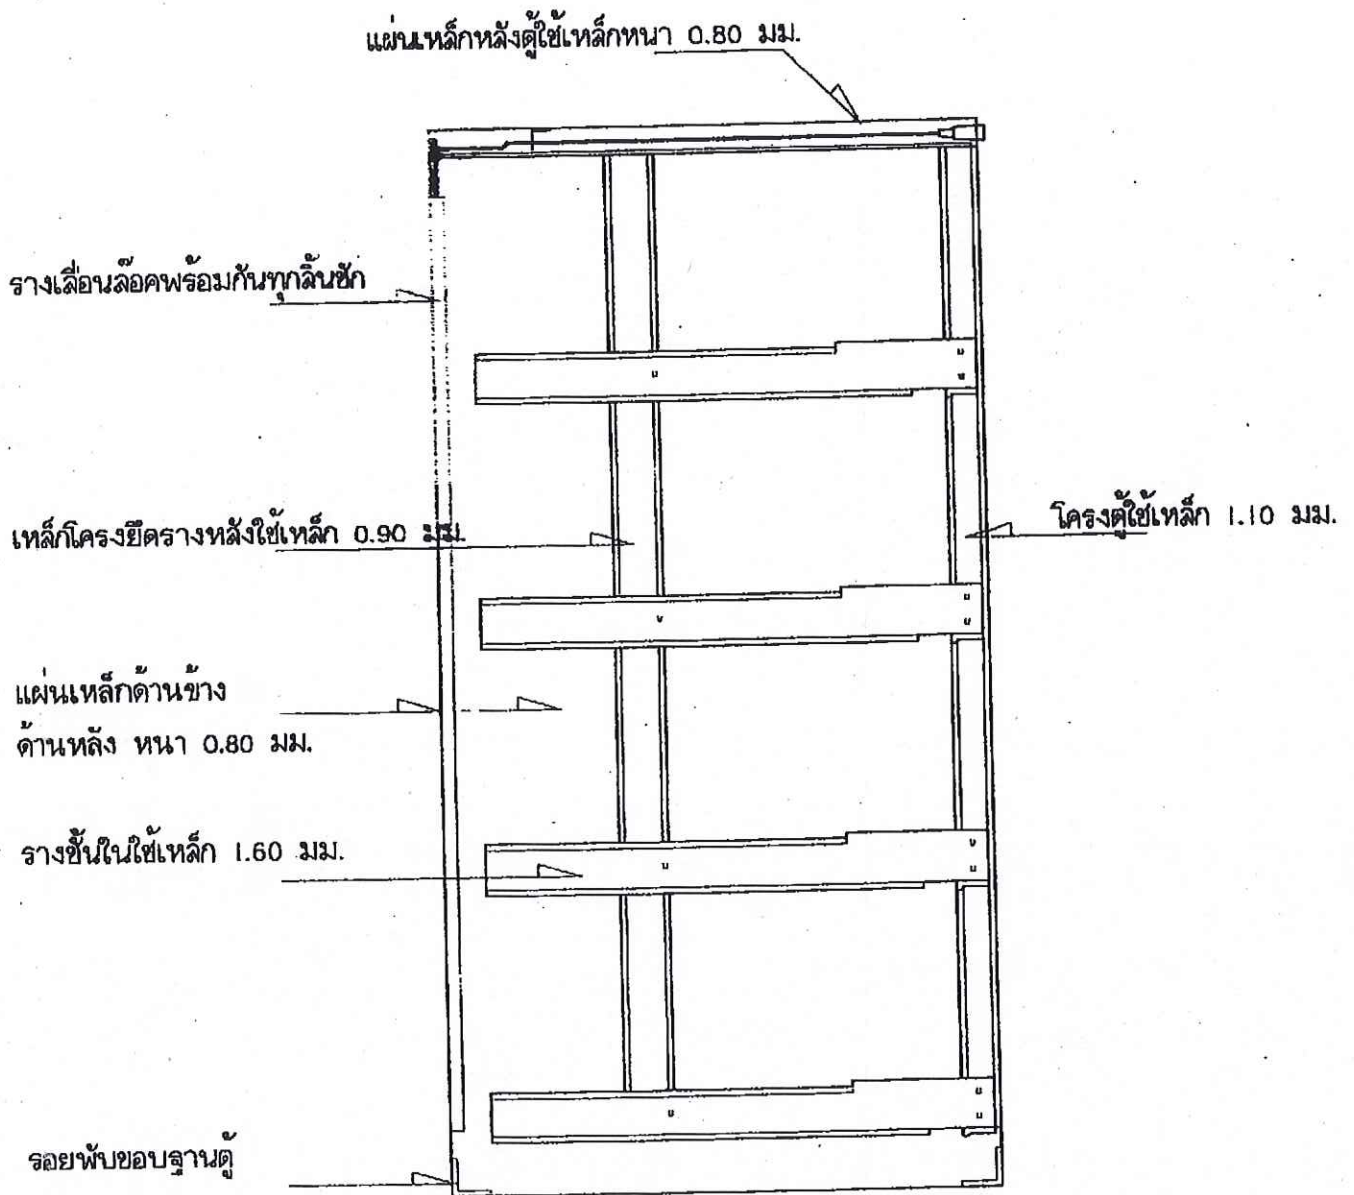 แผ่นเหล็กหลังตู้ใช้เหล็กหนา 0.80 มม.
รางเลื่อนล๊อคพร้อมกันทุกลิ้นชัก
เหล็กโครงยึดรางหลังใช้เหล็ก 0.90 มม.
โครงตู้ใช้เหล็ก 1.10 มม.
แผ่นเหล็กด้านข้าง
ด้านหลัง หนา 0.80 มม.
รางชั้นในใช้เหล็ก 1.60 มม.
รอยพับขอบฐานตู้